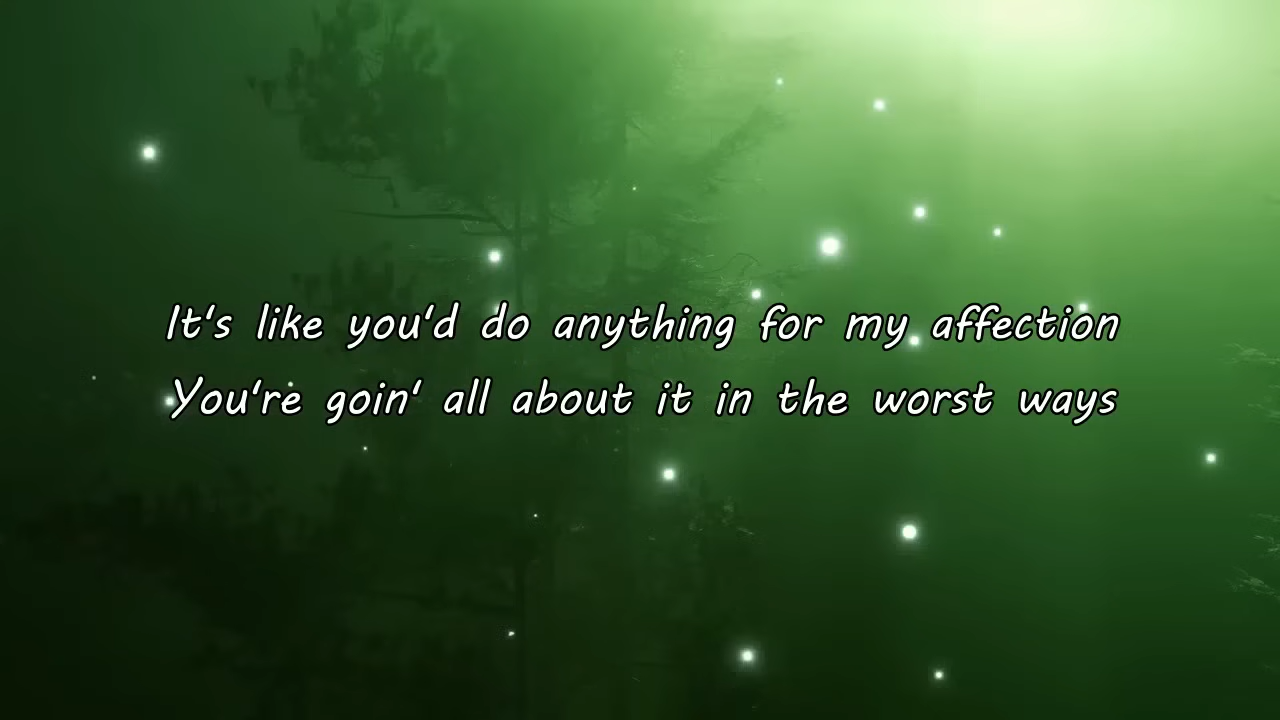 It's like you'd do anything for my affection
You're goin' all about it in the worst ways